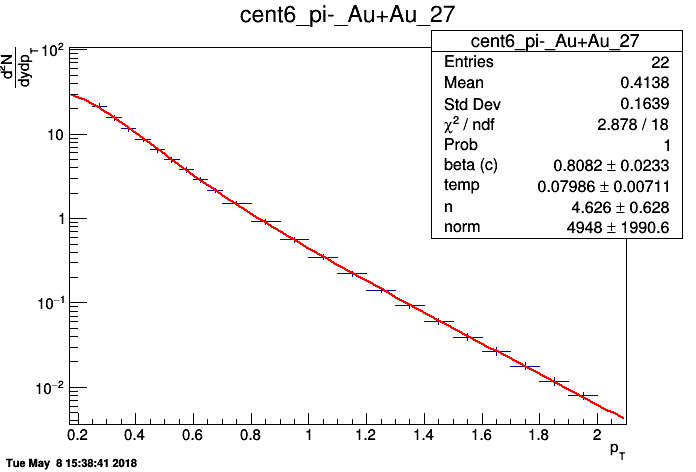 cent6_pi-_Au+Au_27
d²N
dydp_T
cent6_pi-_Au+Au_27
Entries 22
Mean 0.4138
Std Dev 0.1639
χ² / ndf 2.878 / 18
Prob 1
beta (c) 0.8082 ± 0.0233
temp 0.07986 ± 0.00711
n 4.626 ± 0.628
norm 4948 ± 1990.6
10²
10
1
10⁻¹
10⁻²
0.2 0.4 0.6 0.8 1 1.2 1.4 1.6 1.8 2
p_T
Tue May 8 15:38:41 2018